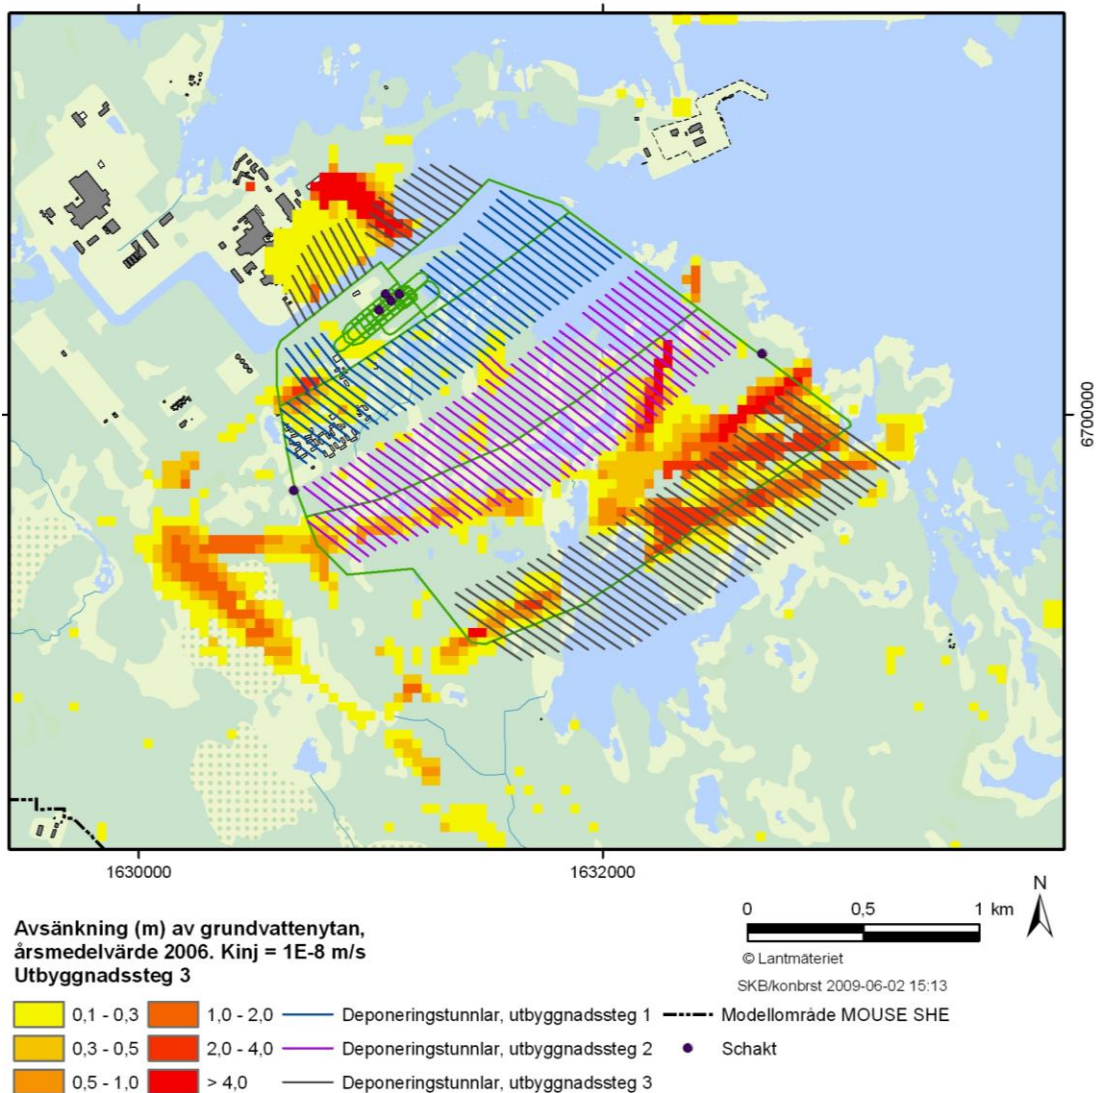 6700000
1630000
1632000
N
0
0,5
1 km
© Lantmäteriet
SKB/konbrst 2009-06-02 15:13
Avsänkning (m) av grundvattenytan,
årsmedelvärde 2006. Kinj = 1E-8 m/s
Utbyggnadssteg 3
0,1 - 0,3
1,0 - 2,0
Deponeringstunnlar, utbyggnadssteg 1
Modellområde MOUSE SHE
0,3 - 0,5
2,0 - 4,0
Deponeringstunnlar, utbyggnadssteg 2
Schakt
0,5 - 1,0
> 4,0
Deponeringstunnlar, utbyggnadssteg 3